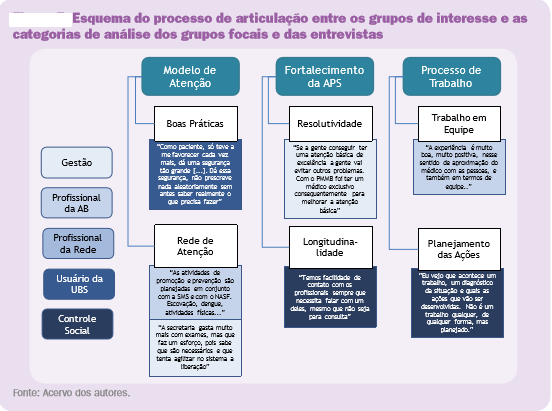 Esquema do processo de articulação entre os grupos de interesse e as
categorias de análise dos grupos focais e das entrevistas
Modelo de
Atenção
Fortalecimento
da APS
Processo de
Trabalho
Gestão
Profissional
da AB
Profissional
da Rede
Usuário da
UBS
Controle
Social
Boas Práticas
"Como paciente, só teve a
me favorecer cada vez
mais, dá uma segurança
tão grande [...]. Dê essa
segurança, não prescreve
nada aleatoriamente sem
antes saber realmente o
que precisa fazer"
Rede de
Atenção
"As atividades de
promoção e prevenção são
planejadas em conjunto
com a SMS e com o NASF.
Escovação, dengue,
atividades físicas..."
"A secretaria gasta muito
mais com exames, mas que
faz um esforço, pois sabe
que são necessários e que
tenta agilizar no sistema a
liberação"
Resolutividade
"Se a gente conseguir ter
uma atenção básica de
excelência a gente vai
evitar outros problemas.
Com o PMMB foi ter um
médico exclusivo
consequentemente para
melhorar a atenção
básica"
Longitudina-
lidade
"Temos facilidade de
contato com os
profissionais sempre que
necessita falar com um
deles, mesmo que não seja
para consulta"
Trabalho em
Equipe
"A experiência é muito
boa, muito positiva, nesse
sentido de aproximação do
médico com as pessoas, e
também em termos de
equipe.."
Planejamento
das Ações
"Eu vejo que acontece um
trabalho, um diagnóstico
da situação e quais as
ações que vão ser
desenvolvidas. Não é um
trabalho qualquer, de
qualquer forma, mas
planejado."
Fonte: Acervo dos autores.